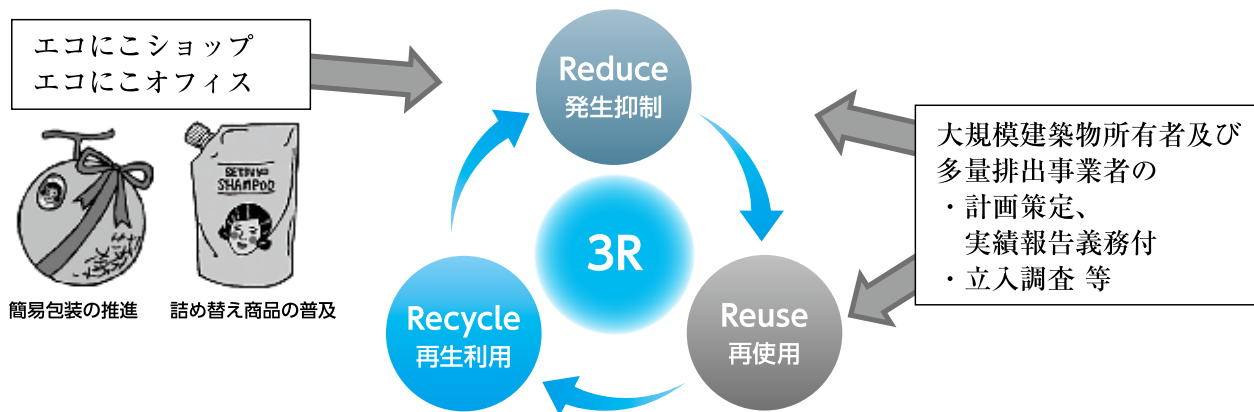 エコにこショップ
エコにこオフィス
簡易包装の推進
詰め替え商品の普及
SHAMPOO
Reduce
発生抑制
3R
Recycle
再生利用
Reuse
再使用
大規模建築物所有者及び
多量排出事業者の
・計画策定、
実績報告義務付
・立入調査 等